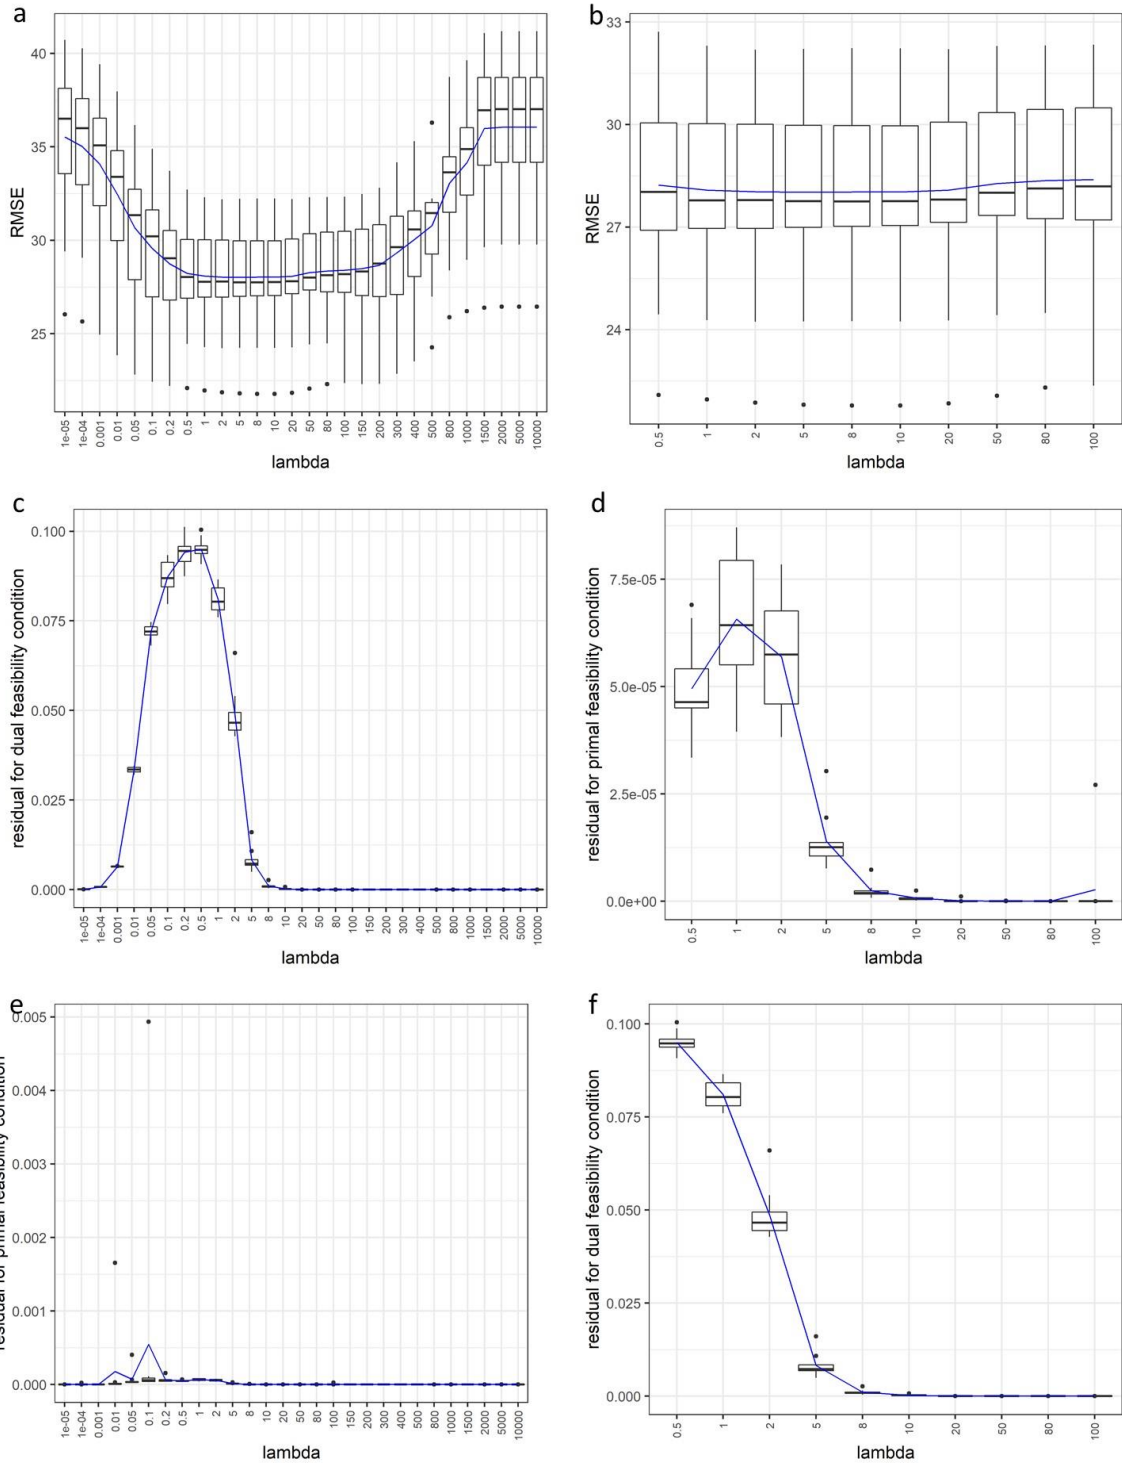 a
RMSE
40
35
30
25
1e-05 1e-04 0.001 0.01 0.05 0.1 0.2 0.5 1 2 5 8 10 20 50 80 100 150 200 300 400 500 800 1000 1500 2000 5000 10000
lambda
b
RMSE
33
30
27
24
0.5 1 2 5 8 10 20 50 80 100
lambda
c
residual for dual feasibility condition
0.100
0.075
0.050
0.025
0.000
1e-05 1e-04 0.001 0.01 0.05 0.1 0.2 0.5 1 2 5 8 10 20 50 80 100 150 200 300 400 500 800 1000 1500 2000 5000 10000
lambda
d
residual for primal feasibility condition
7.5e-05
5.0e-05
2.5e-05
0.0e+00
0.5 1 2 5 8 10 20 50 80 100
lambda
e
residual for primal feasibility condition
0.005
0.004
0.003
0.002
0.001
0.000
1e-05 1e-04 0.001 0.01 0.05 0.1 0.2 0.5 1 2 5 8 10 20 50 80 100 150 200 300 400 500 800 1000 1500 2000 5000 10000
lambda
f
residual for dual feasibility condition
0.100
0.075
0.050
0.025
0.000
0.5 1 2 5 8 10 20 50 80 100
lambda